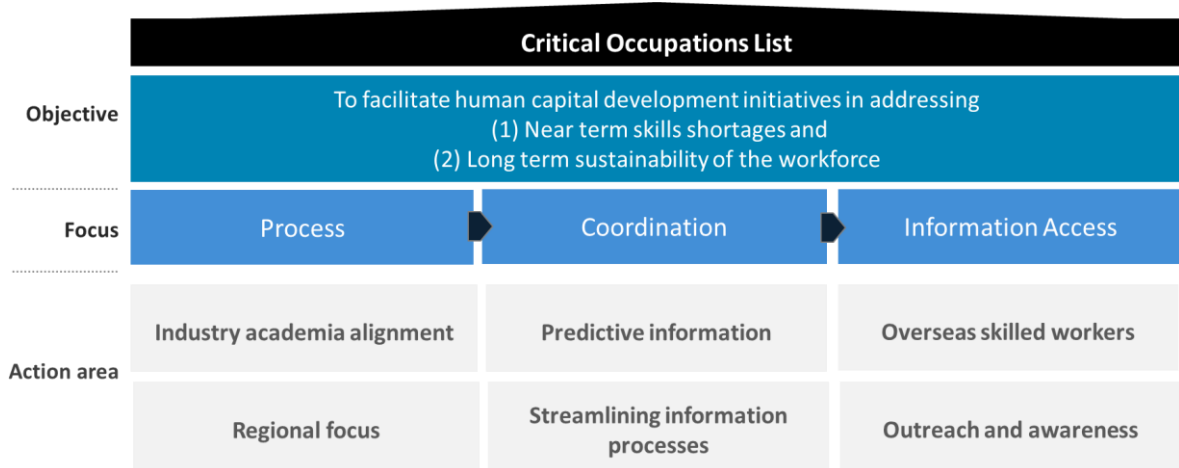 Critical Occupations List
Objective
To facilitate human capital development initiatives in addressing
(1) Near term skills shortages and
(2) Long term sustainability of the workforce
Focus
Process
Coordination
Information Access
Action area
Industry academia alignment
Predictive information
Overseas skilled workers
Regional focus
Streamlining information
processes
Outreach and awareness